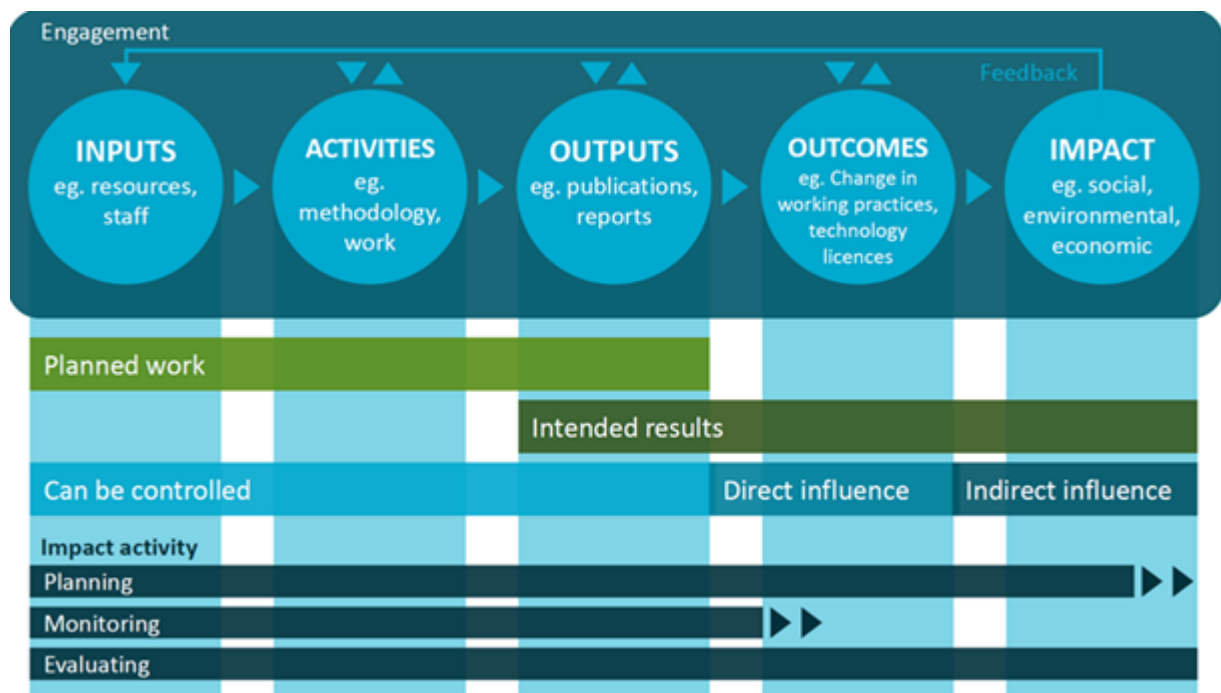 Engagement
Feedback
INPUTS
eg. resources,
staff
ACTIVITIES
eg.
methodology,
work
OUTPUTS
eg. publications,
reports
OUTCOMES
eg. Change in
working practices,
technology
licences
IMPACT
eg. social,
environmental,
economic
Planned work
Intended results
Can be controlled
Direct influence
Indirect influence
Impact activity
Planning
Monitoring
Evaluating